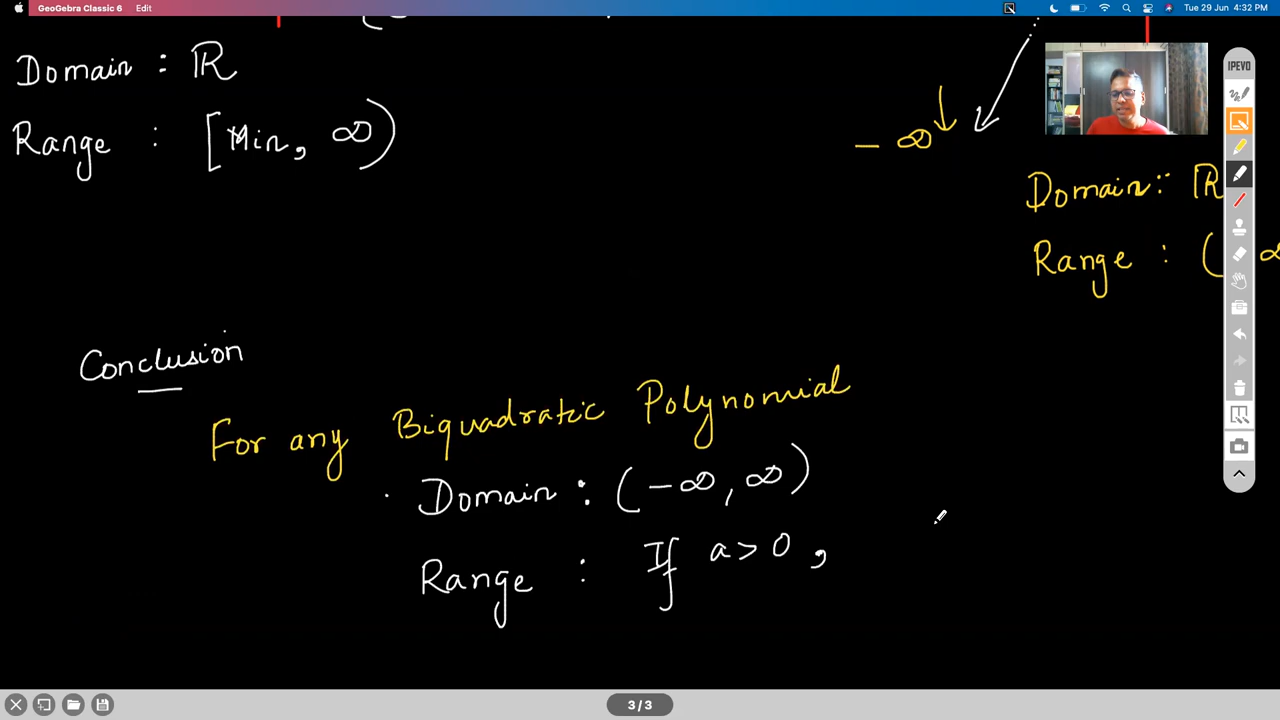 GeoGebra Classic 6 Edit Tue 29 Jun 4:32 PM
IPEVO
Domain : ℝ
Range : [Min, ∞)
- ∞
Domain: ℝ
Range : ( ∞
Conclusion
For any Biquadratic Polynomial
Domain : (-∞, ∞)
Range : If a > 0,
3/3